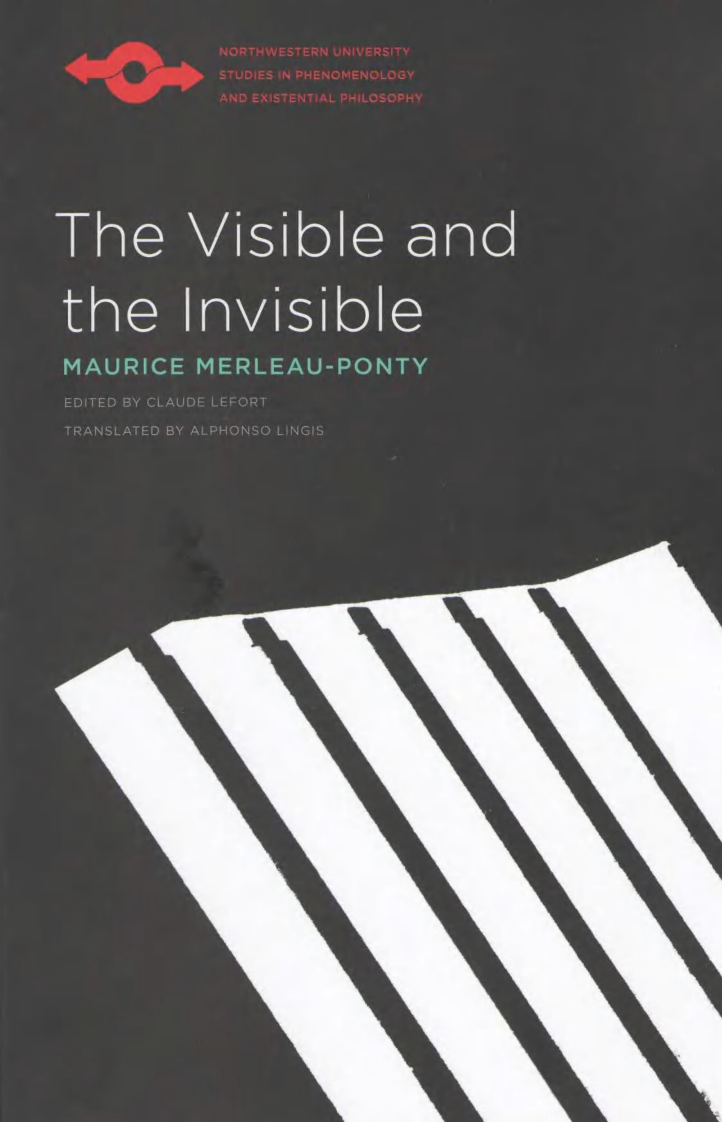 NORTHWESTERN UNIVERSITY
STUDIES IN PHENOMENOLOGY
AND EXISTENTIAL PHILOSOPHY
The Visible and
the Invisible
MAURICE MERLEAU-PONTY
EDITED BY CLAUDE LEFORT
TRANSLATED BY ALPHONSO LINGIS